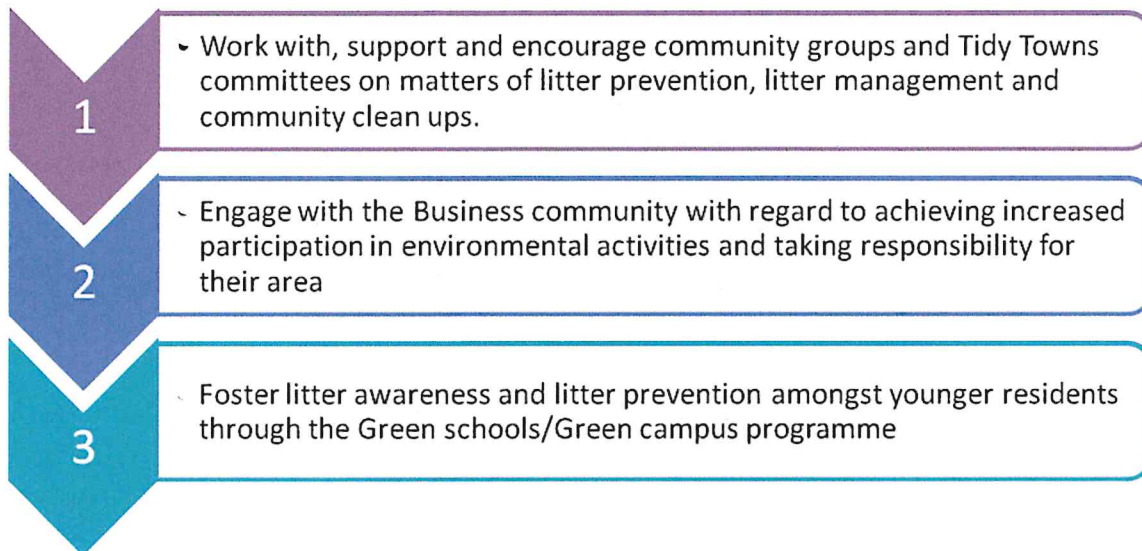 1
• Work with, support and encourage community groups and Tidy Towns
committees on matters of litter prevention, litter management and
community clean ups.
2
• Engage with the Business community with regard to achieving increased
participation in environmental activities and taking responsibility for
their area
3
• Foster litter awareness and litter prevention amongst younger residents
through the Green schools/Green campus programme